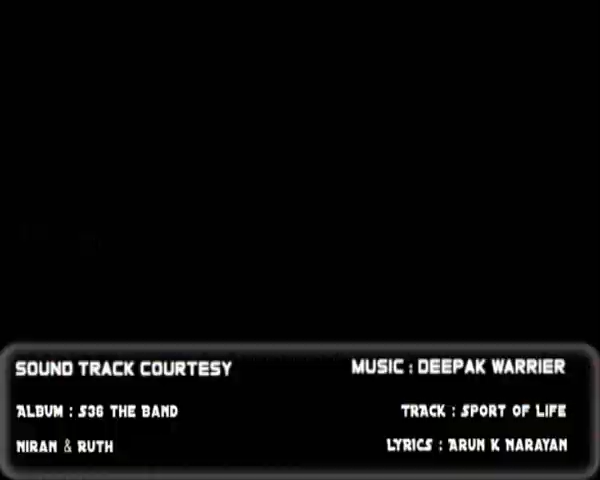 SOUND TRACK COURTESY
MUSIC : DEEPAK WARRIER
ALBUM : S36 THE BAND
TRACK : SPORT OF LIFE
NIRAN & RUTH
LYRICS : ARUN K NARAYAN